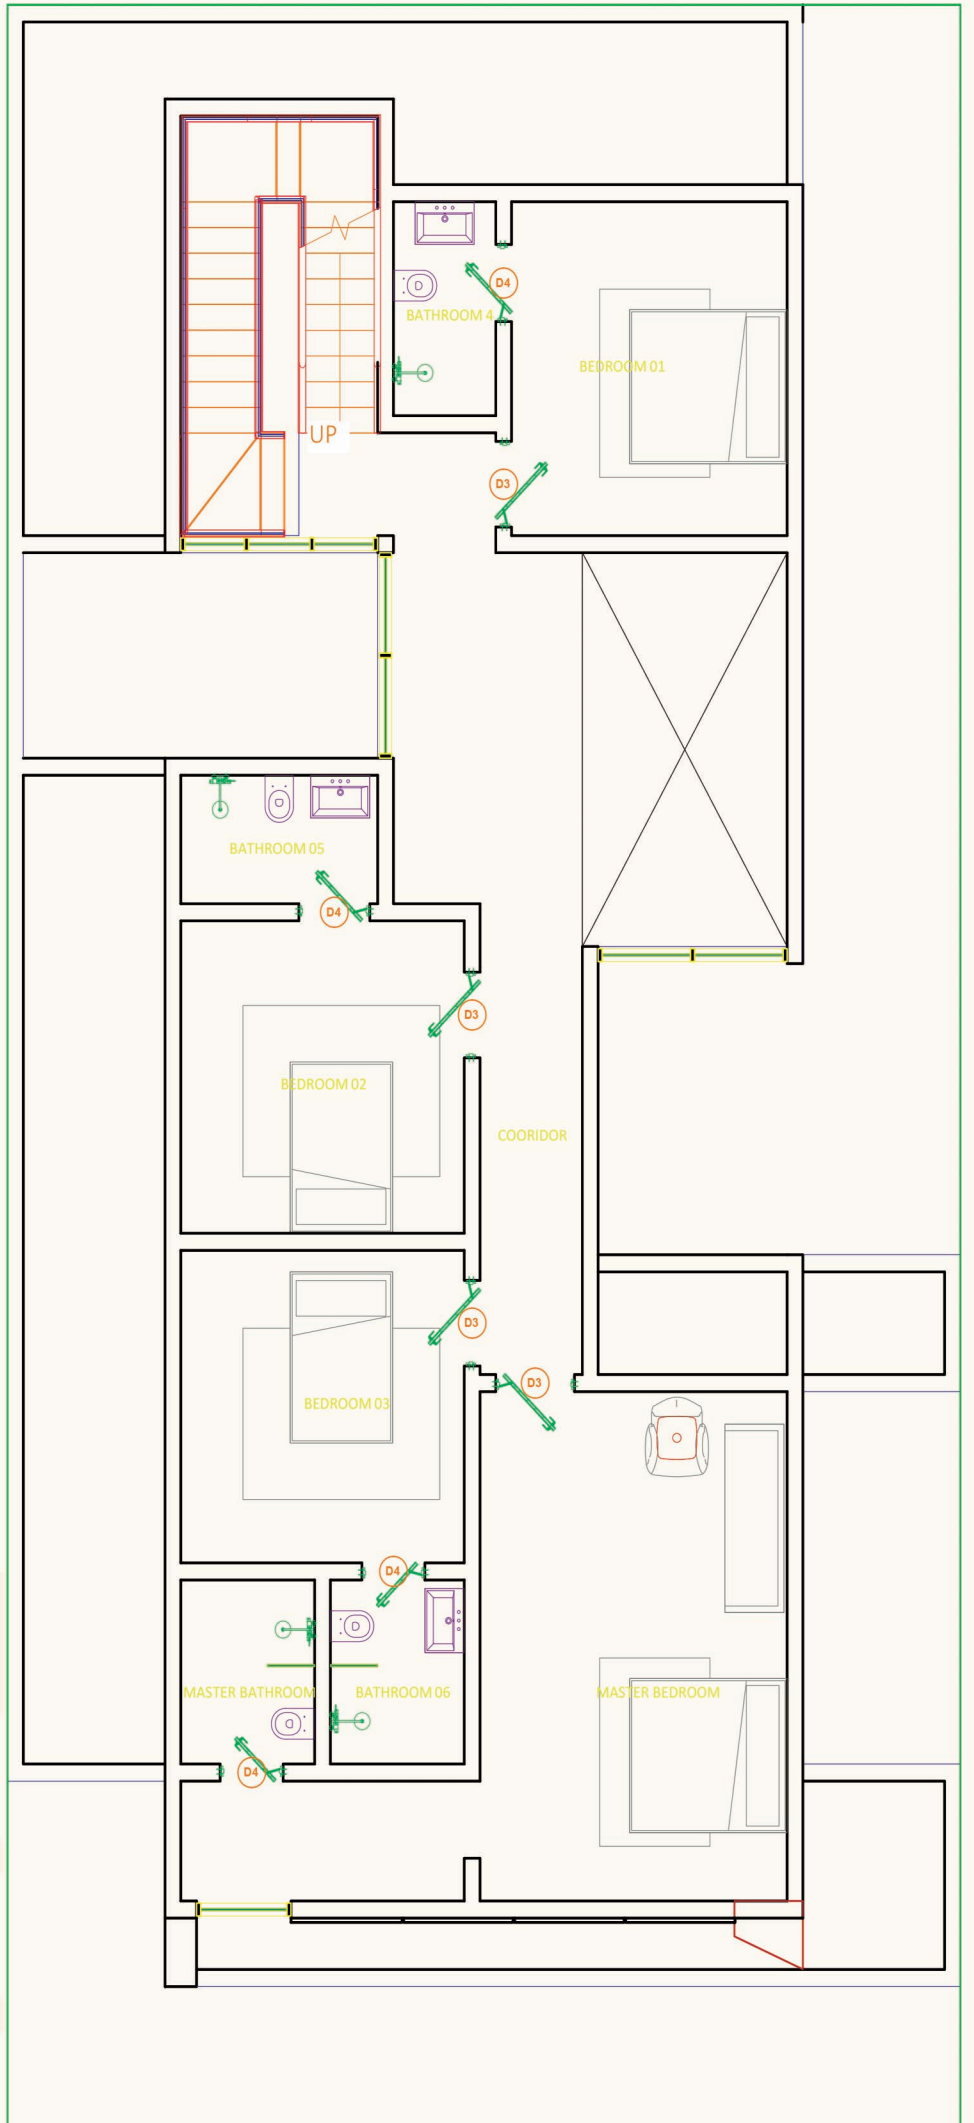 D4
BATHROOM 4
BEDROOM 01
UP
D3
BATHROOM 05
D4
D3
BEDROOM 02
COORIDOR
D3
D3
BEDROOM 03
D4
MASTER BATHROOM
BATHROOM 06
MASTER BEDROOM
D4